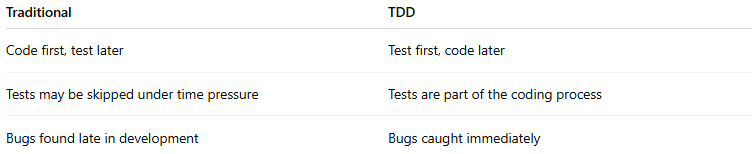 Traditional TDD
Code first, test later Test first, code later
Tests may be skipped under time pressure Tests are part of the coding process
Bugs found late in development Bugs caught immediately